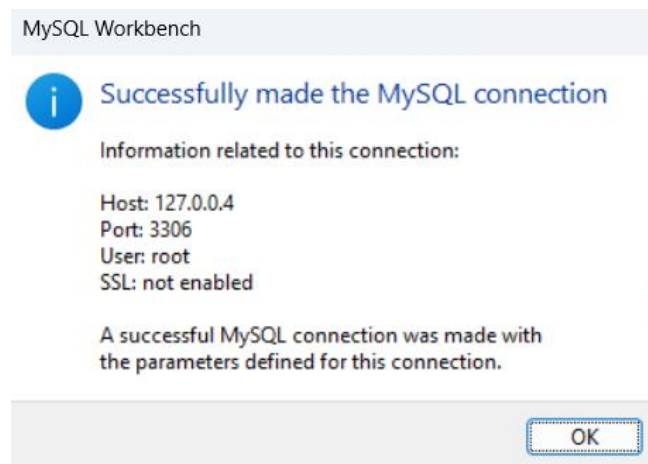 MySQL Workbench
Successfully made the MySQL connection
Information related to this connection:
Host: 127.0.0.4
Port: 3306
User: root
SSL: not enabled
A successful MySQL connection was made with
the parameters defined for this connection.
OK